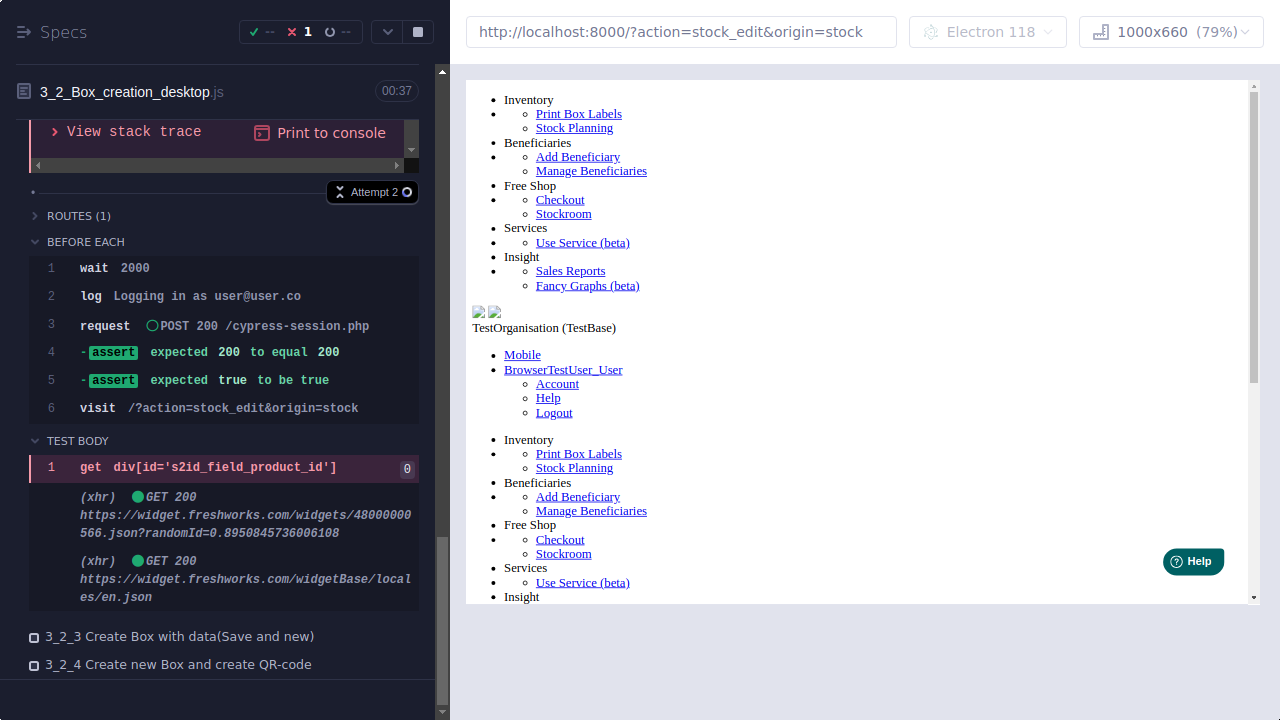 Specs
-- 1 --
3_2_Box_creation_desktop.js 00:37
View stack trace Print to console
Attempt 2
ROUTES (1)
BEFORE EACH
1 wait 2000
2 log Logging in as user@user.co
3 request POST 200 /cypress-session.php
4 -assert expected 200 to equal 200
5 -assert expected true to be true
6 visit /?action=stock_edit&origin=stock
TEST BODY
1 get div[id='s2id_field_product_id'] 0
(xhr) GET 200
https://widget.freshworks.com/widgets/48000000
566.json?randomId=0.8950845736006108
(xhr) GET 200
https://widget.freshworks.com/widgetBase/local
es/en.json
3_2_3 Create Box with data(Save and new)
3_2_4 Create new Box and create QR-code
http://localhost:8000/?action=stock_edit&origin=stock
Electron 118
1000x660 (79%)
Inventory
Print Box Labels
Stock Planning
Beneficiaries
Add Beneficiary
Manage Beneficiaries
Free Shop
Checkout
Stockroom
Services
Use Service (beta)
Insight
Sales Reports
Fancy Graphs (beta)
TestOrganisation (TestBase)
Mobile
BrowserTestUser_User
Account
Help
Logout
Inventory
Print Box Labels
Stock Planning
Beneficiaries
Add Beneficiary
Manage Beneficiaries
Free Shop
Checkout
Stockroom
Services
Use Service (beta)
Insight
Help